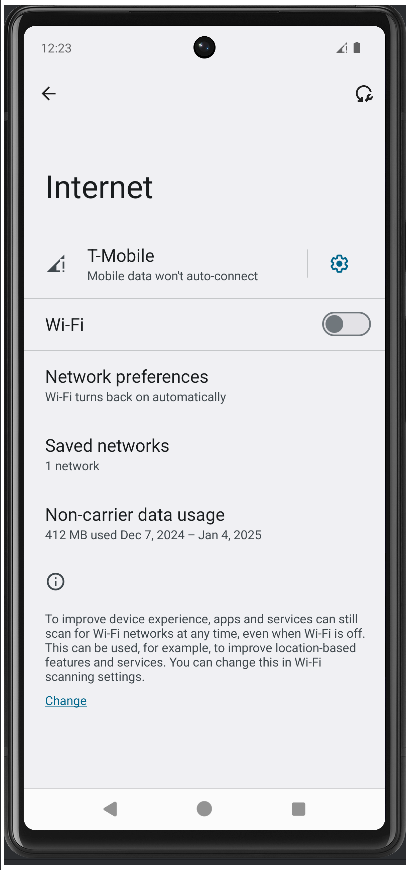 12:23
Internet
T-Mobile
Mobile data won't auto-connect
Wi-Fi
Network preferences
Wi-Fi turns back on automatically
Saved networks
1 network
Non-carrier data usage
412 MB used Dec 7, 2024 – Jan 4, 2025
To improve device experience, apps and services can still
scan for Wi-Fi networks at any time, even when Wi-Fi is off.
This can be used, for example, to improve location-based
features and services. You can change this in Wi-Fi
scanning settings.
Change